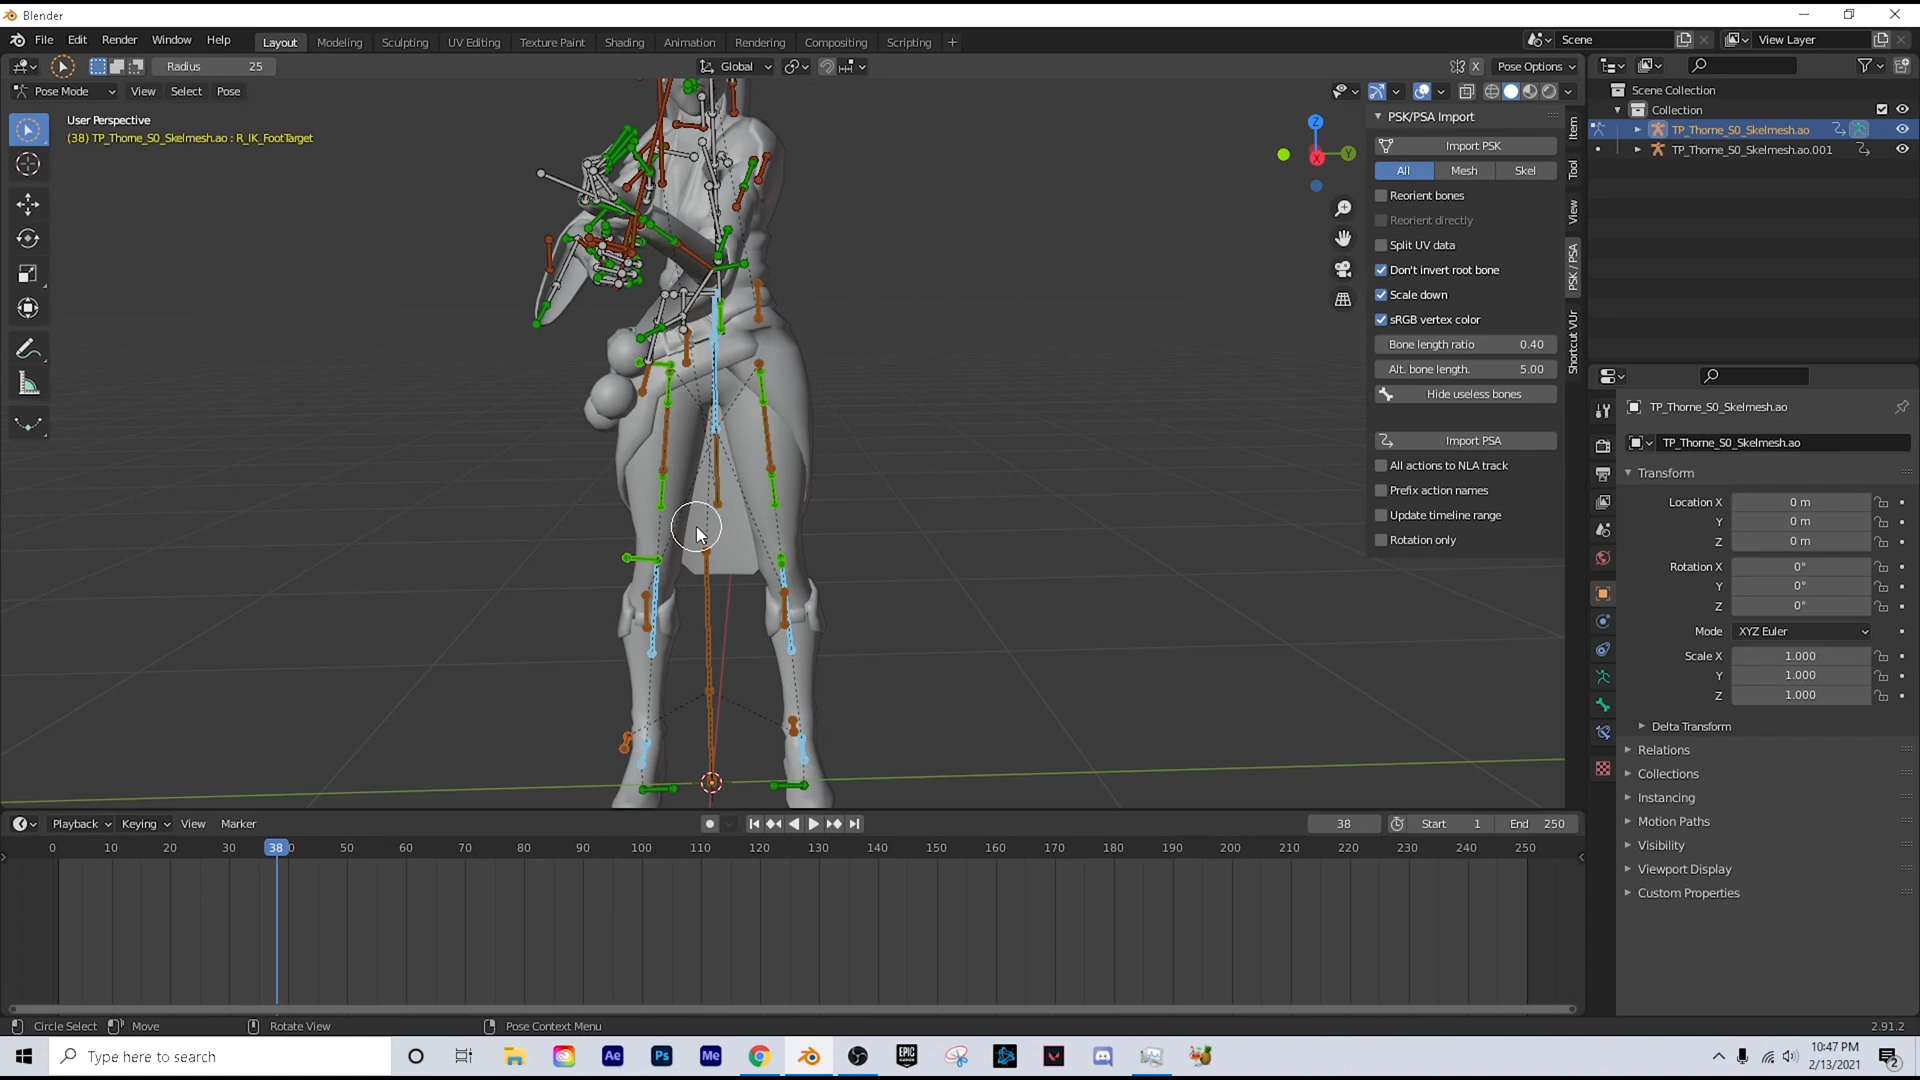 Blender
File Edit Render Window Help
Layout Modeling Sculpting UV Editing Texture Paint Shading Animation Rendering Compositing Scripting +
Scene
View Layer
Radius 25
Global
X
Pose Options
Pose Mode View Select Pose
User Perspective
(38) TP_Thorne_S0_Skelmesh.ao : R_IK_FootTarget
Z
X
Y
PSK/PSA Import
Import PSK
All Mesh Skel
Reorient bones
Reorient directly
Split UV data
Don't invert root bone
Scale down
sRGB vertex color
Bone length ratio 0.40
Alt. bone length. 5.00
Hide useless bones
Import PSA
All actions to NLA track
Prefix action names
Update timeline range
Rotation only
Item
Tool
View
PSK / PSA
Shortcut VUr
Scene Collection
Collection
TP_Thorne_S0_Skelmesh.ao
TP_Thorne_S0_Skelmesh.ao.001
TP_Thorne_S0_Skelmesh.ao
TP_Thorne_S0_Skelmesh.ao
Transform
Location X 0 m
Y 0 m
Z 0 m
Rotation X 0°
Y 0°
Z 0°
Mode XYZ Euler
Scale X 1.000
Y 1.000
Z 1.000
Delta Transform
Relations
Collections
Instancing
Motion Paths
Visibility
Viewport Display
Custom Properties
Playback Keying View Marker
38
Start 1
End 250
0 10 20 30 38 0 50 60 70 80 90 100 110 120 130 140 150 160 170 180 190 200 210 220 230 240 250
Circle Select Move Rotate View Pose Context Menu
2.91.2
Type here to search
Ae Ps Me
EPIC GAMES
10:47 PM
2/13/2021
2